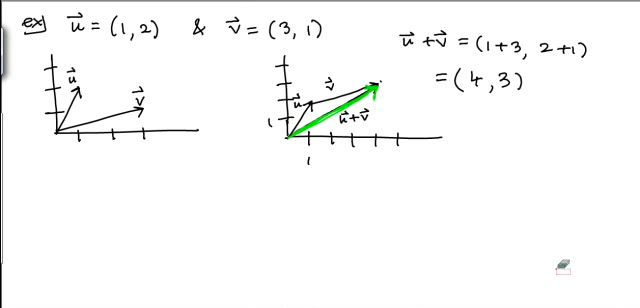 ex) u⃗ = (1, 2) & v⃗ = (3, 1)
u⃗ + v⃗ = (1+3, 2+1)
= (4, 3)
u⃗
v⃗
u⃗
v⃗
u⃗+v⃗
1
1